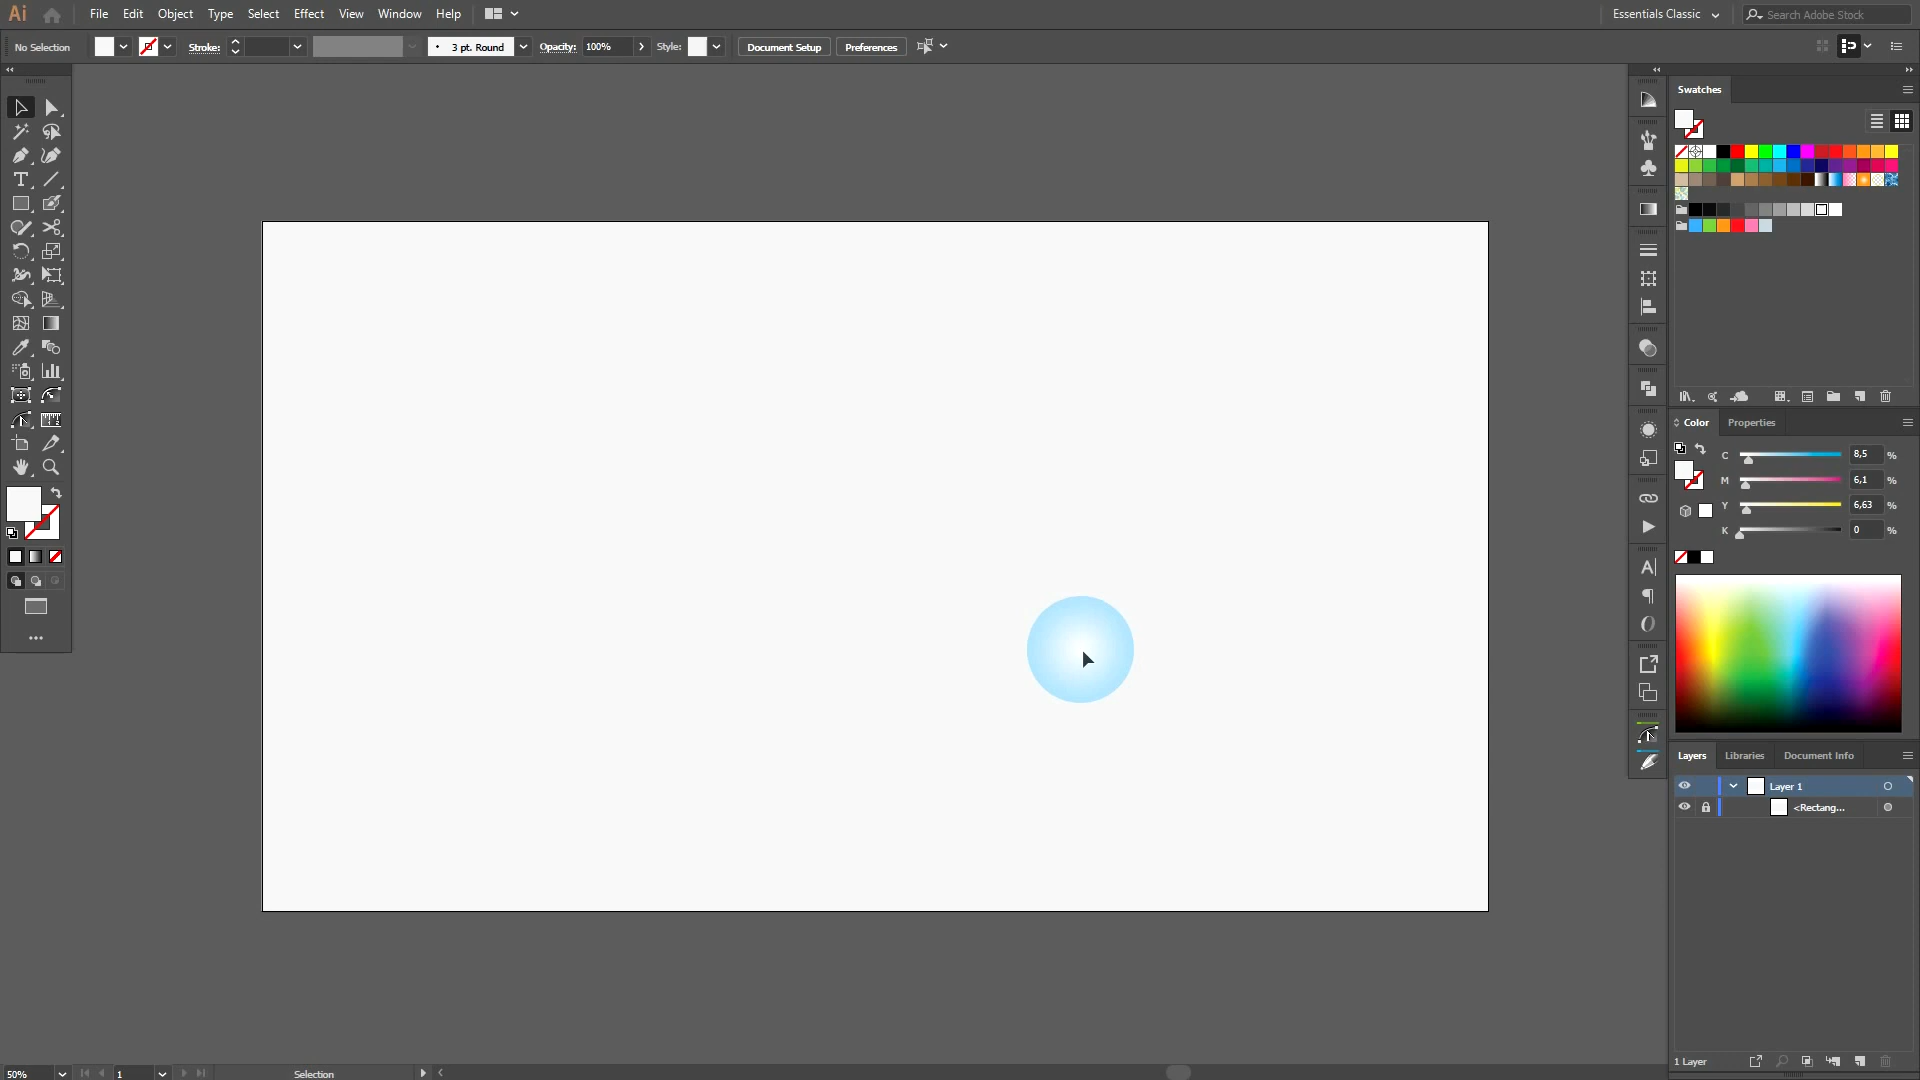 Ai File Edit Object Type Select Effect View Window Help Essentials Classic Search Adobe Stock
No Selection Stroke: 3 pt. Round Opacity: 100% Style: Document Setup Preferences
Swatches
Color Properties
C 8,5 %
M 6,1 %
Y 6,63 %
K 0 %
Layers Libraries Document Info
Layer 1
<Rectang...
1 Layer
50% 1 Selection